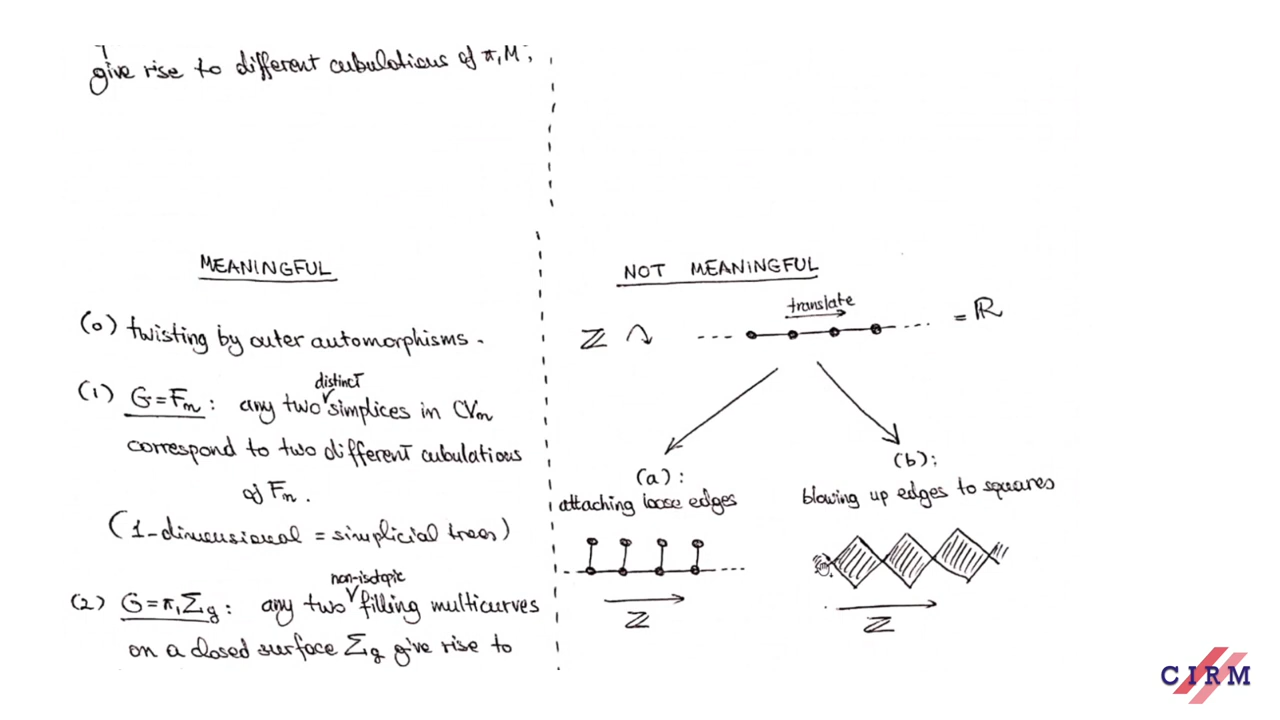 give rise to different cubulations of π₁M;
MEANINGFUL
(0) twisting by outer automorphisms.
(1) G=Fₙ: any two distinct simplices in CVₙ
correspond to two different cubulations
of Fₙ.
(1-dimensional = simplicial trees)
(2) G=π₁Σg: any two non-isotopic filling multicurves
on a closed surface Σg give rise to
NOT MEANINGFUL
translate
ℤ ... ... = ℝ
(a):
attaching loose edges
...
ℤ
(b):
blowing up edges to squares
ℤ
CIRM